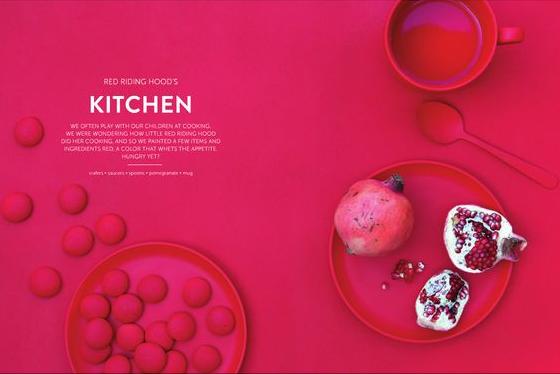 RED RIDING HOOD'S
KITCHEN
WE OFTEN PLAY WITH OUR CHILDREN AT COOKING.
WE WERE WONDERING HOW LITTLE RED RIDING HOOD
DID HER COOKING, AND SO WE PAINTED A FEW ITEMS AND
INGREDIENTS RED, A COLOR THAT WHETS THE APPETITE.
HUNGRY YET?
wafers • saucers • spoons • pomegranate • mug